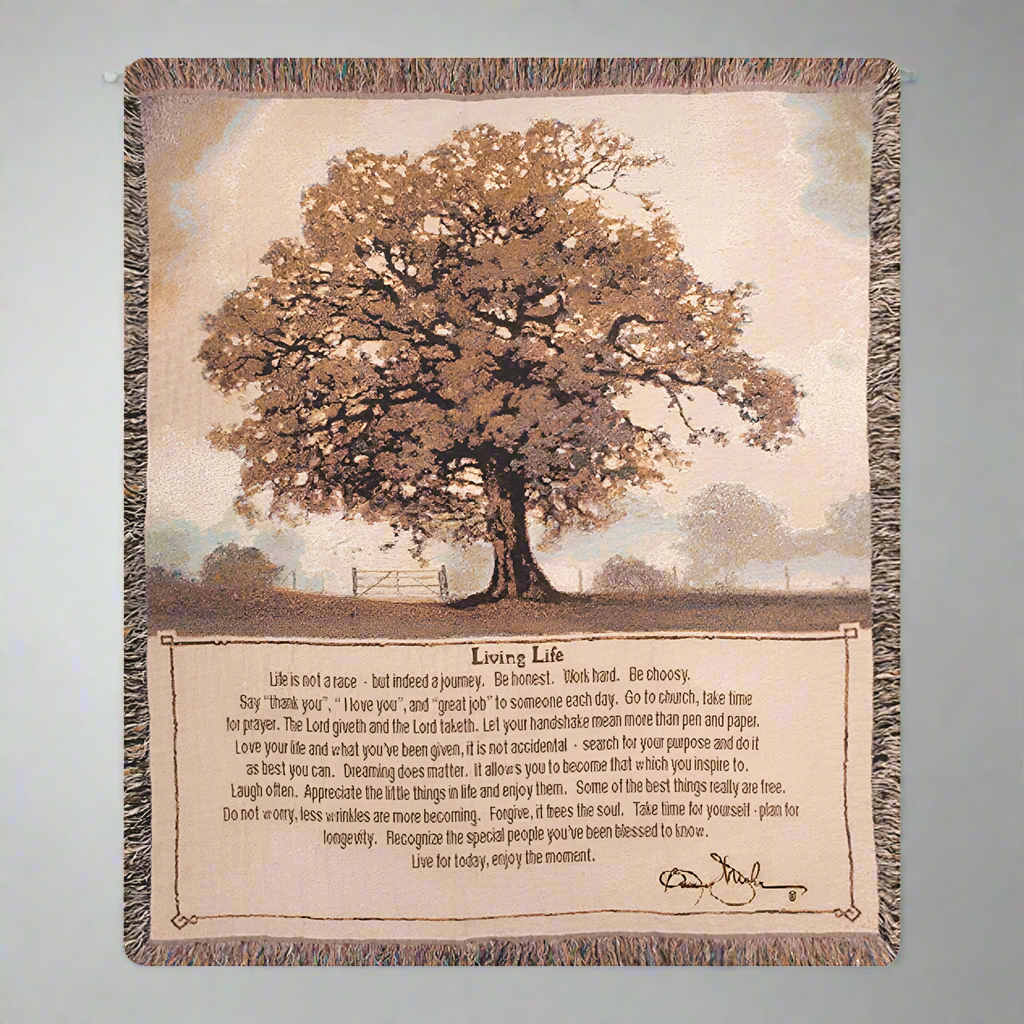 Living Life
Life is not a race - but indeed a journey. Be honest. Work hard. Be choosy.
Say "thank you", "I love you", and "great job" to someone each day. Go to church, take time
for prayer. The Lord giveth and the Lord taketh. Let your handshake mean more than pen and paper.
Love your life and what you've been given, it is not accidental - search for your purpose and do it
as best you can. Dreaming does matter. It allows you to become that which you inspire to.
Laugh often. Appreciate the little things in life and enjoy them. Some of the best things really are free.
Do not worry, less wrinkles are more becoming. Forgive, it frees the soul. Take time for yourself - plan for
longevity. Recognize the special people you've been blessed to know.
Live for today, enjoy the moment.